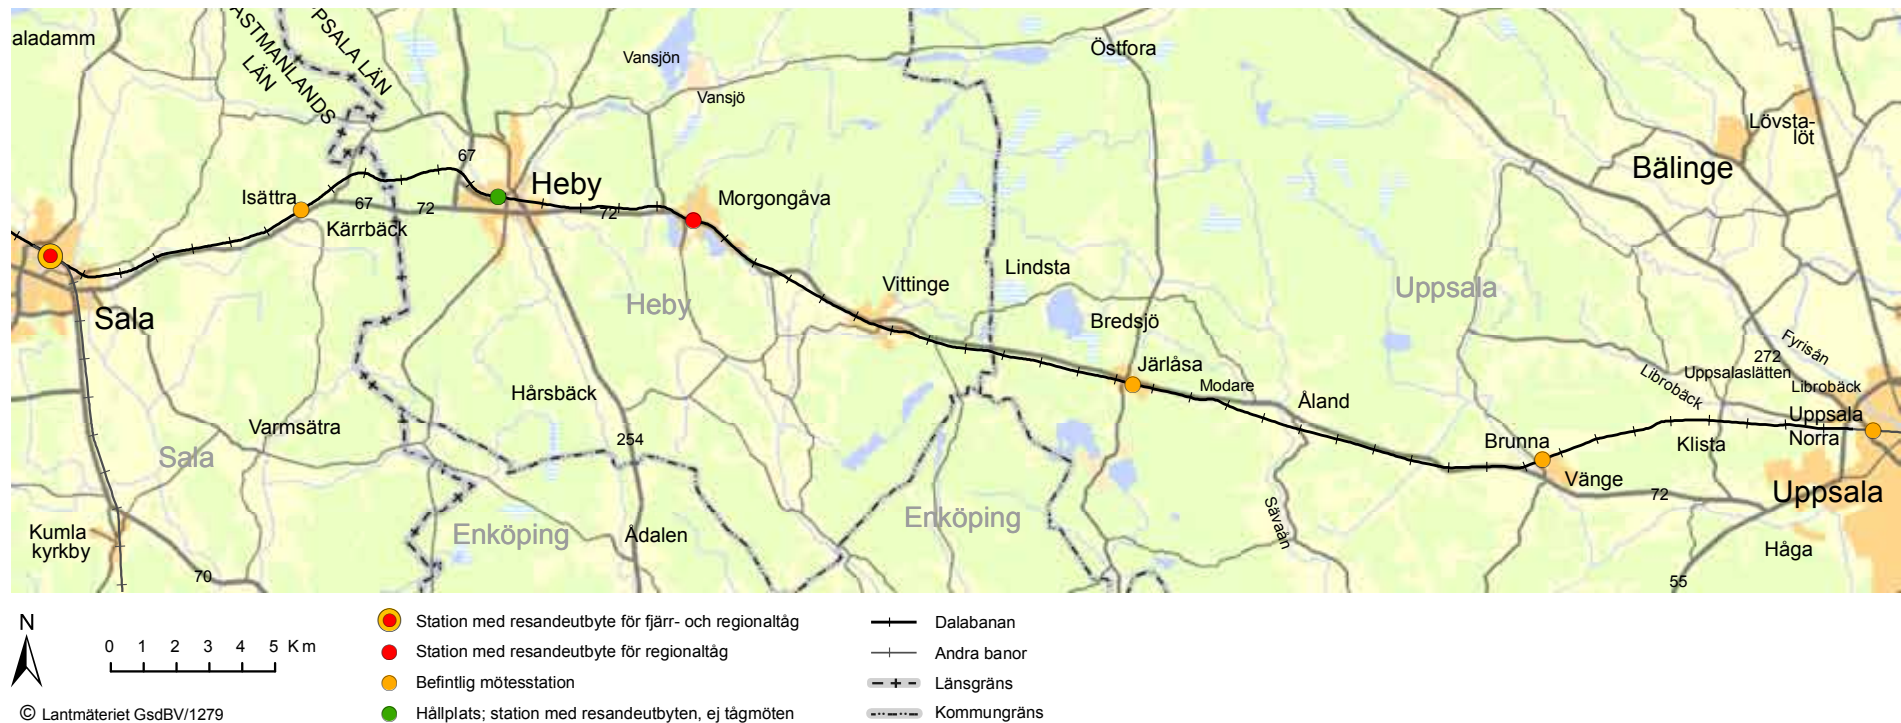 aladamm
ASTMANLANDS
LÄN
PPSALA LÄN
Vansjön
Vansjö
Östfora
Lövsta-
löt
Bälinge
67
Heby
Isättra
67
72
Kärrbäck
72
Morgongåva
Sala
Heby
Vittinge
Lindsta
Bredsjö
Uppsala
Järlåsa
Modare
Åland
Fyrisån
272
Uppsalaslätten
Librobäck
Librobäck
Uppsala
Norra
Hårsbäck
Varmsätra
Sala
254
Brunna
Klista
Vänge
72
Uppsala
Enköping
Enköping
Ådalen
Sävaån
Kumla
kyrkby
70
Håga
55
N
0 1 2 3 4 5 Km
© Lantmäteriet GsdBV/1279
Station med resandeutbyte för fjärr- och regionaltåg
Station med resandeutbyte för regionaltåg
Befintlig mötesstation
Hållplats; station med resandeutbyten, ej tågmöten
Dalabanan
Andra banor
Länsgräns
Kommungräns